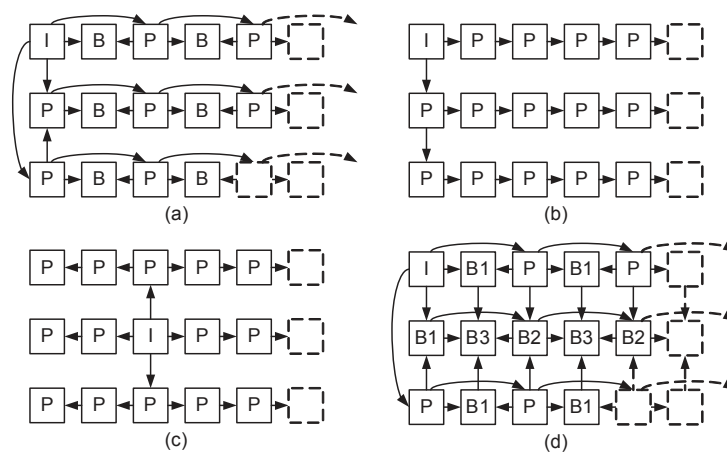 I B P B P
P B P B P
P B P B
(a)
I P P P P
P P P P P
P P P P P
(b)
P P P P P
P P I P P
P P P P P
(c)
I B1 P B1 P
B1 B3 B2 B3 B2
P B1 P B1
(d)